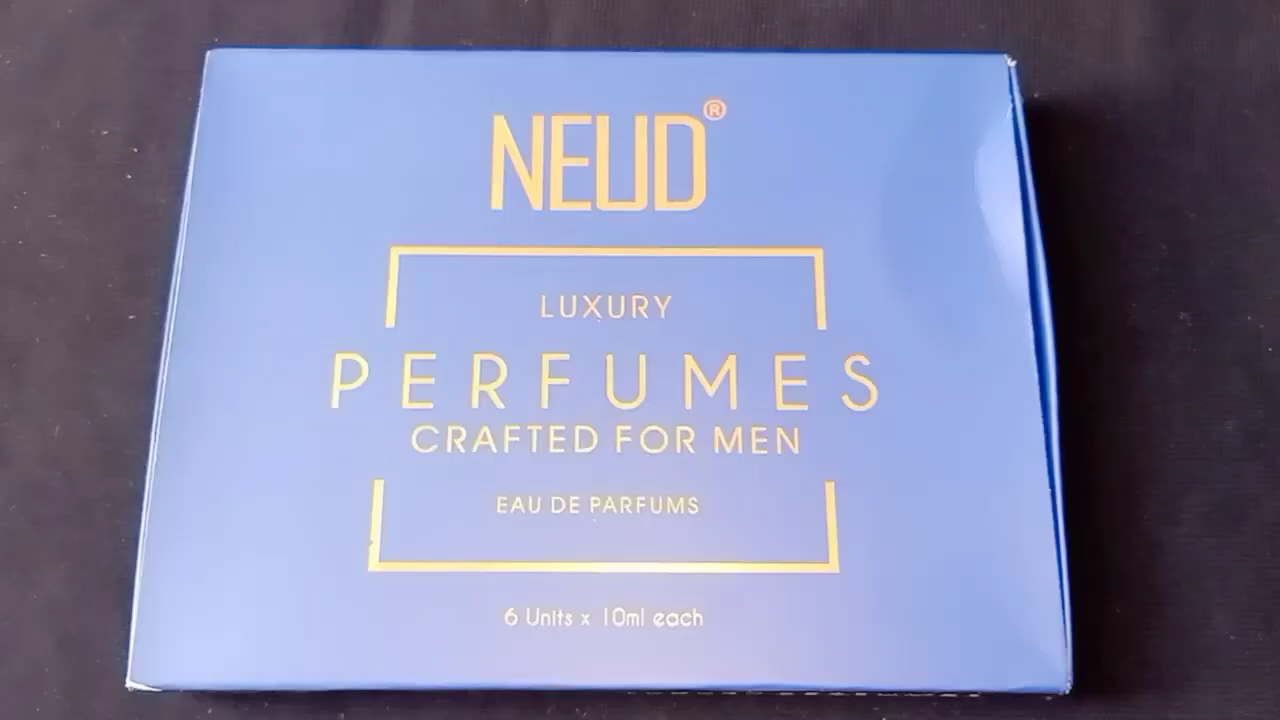 NEUD®
LUXURY
PERFUMES
CRAFTED FOR MEN
EAU DE PARFUMS
6 Units x 10ml each